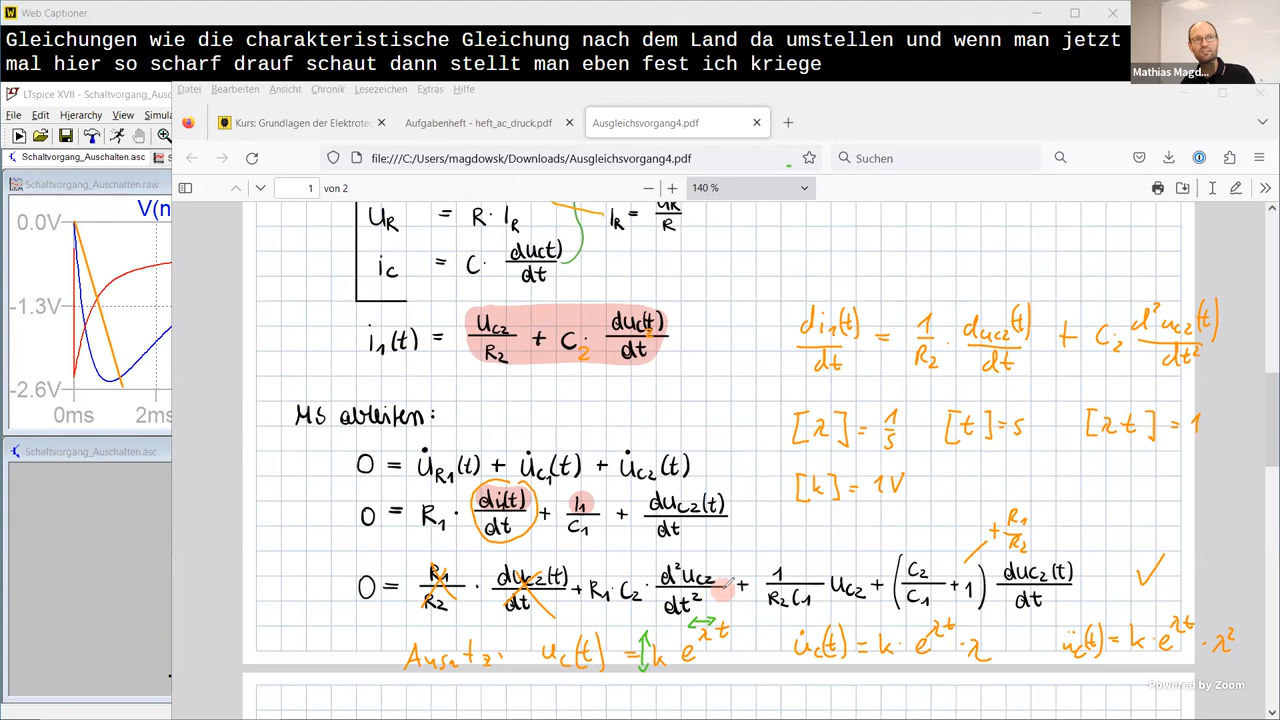 Web Captioner
Gleichungen wie die charakteristische Gleichung nach dem Land da umstellen und wenn man jetzt
mal hier so scharf drauf schaut dann stellt man eben fest ich kriege
Mathias Magd...
LTspice XVII - Schaltvorgang_Aus
File View Hierarchy View Simula
Schaltvorgang_Auschalten.asc
Schaltvorgang_Auschalten.raw
V(n
0.0V
-1.3V
-2.6V
0ms 2ms
Schaltvorgang_Auschalten.asc
Datei Bearbeiten Ansicht Chronik Lesezeichen Extras Hilfe
Kurs: Grundlagen der Elektrotec
Aufgabenheft - heft_ac_druck.pdf
Ausgleichsvorgang4.pdf
file:///C:/Users/magdowsk/Downloads/Ausgleichsvorgang4.pdf
Suchen
1 von 2
140 %
u_R = R · I_R I_R = u_R/R
i_C = C · du_C(t)/dt
i_1(t) = u_C2/R_2 + C_2 · du_C2(t)/dt
di_1(t)/dt = 1/R_2 · du_C2(t)/dt + C_2 d²u_C2(t)/dt²
MS ableiten:
[λ] = 1/s [t] = s [λt] = 1
0 = u̇_R1(t) + u̇_C1(t) + u̇_C2(t)
[k] = 1V
0 = R_1 · di_1(t)/dt + i_1/C_1 + du_C2(t)/dt
+ R_1/R_2
0 = R_1/R_2 · du_C2(t)/dt + R_1 · C_2 · d²u_C2/dt² + 1/(R_2 C_1) u_C2 + (C_2/C_1 + 1) du_C2(t)/dt ✓
Ansatz: u_C(t) = k e^λt u̇_C(t) = k · e^λt · λ ü_C(t) = k · e^λt · λ²
Powered by Zoom